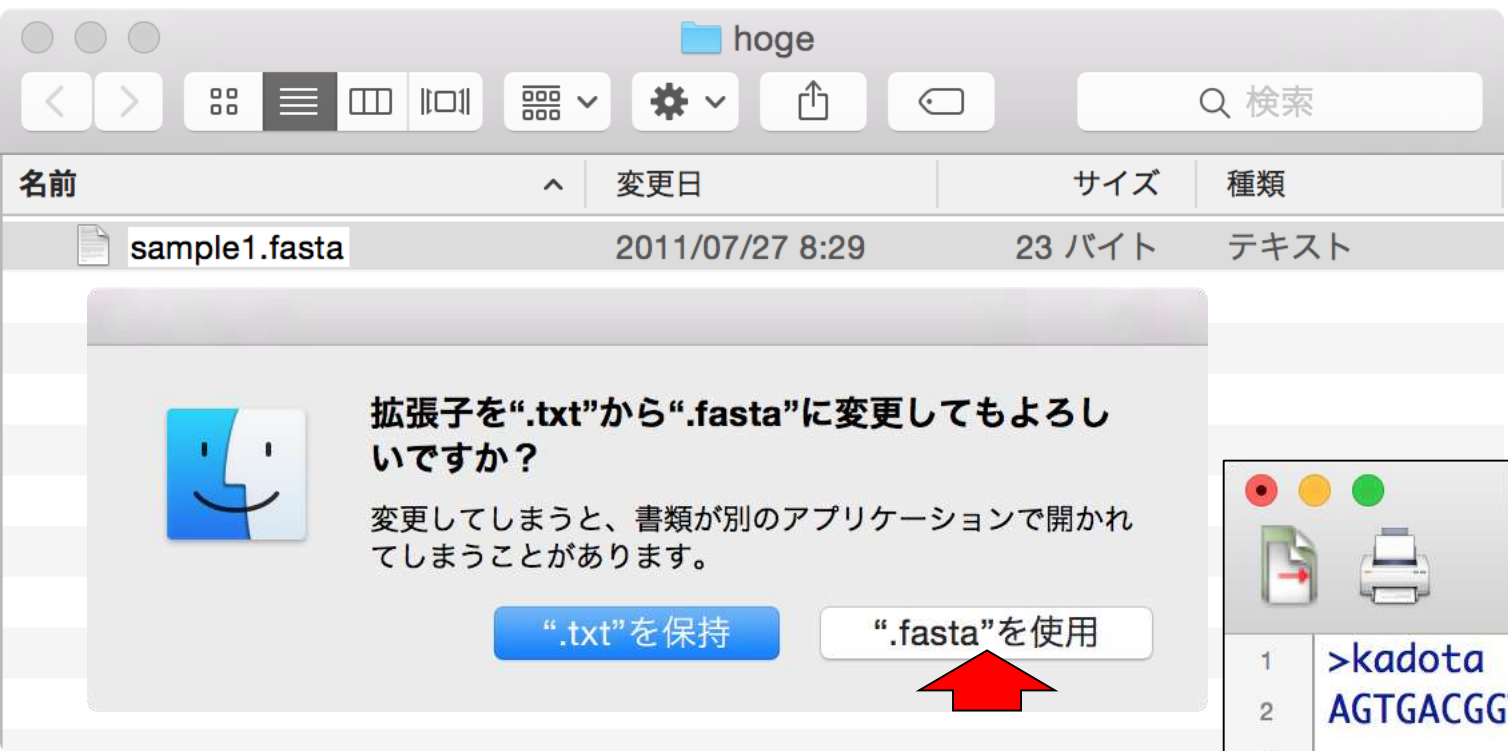 hoge
検索
名前 変更日 サイズ 種類
sample1.fasta 2011/07/27 8:29 23 バイト テキスト
拡張子を“.txt”から“.fasta”に変更してもよろし
いですか？
変更してしまうと、書類が別のアプリケーションで開かれ
てしまうことがあります。
“.txt”を保持 “.fasta”を使用
1 >kadota
2 AGTGACGG